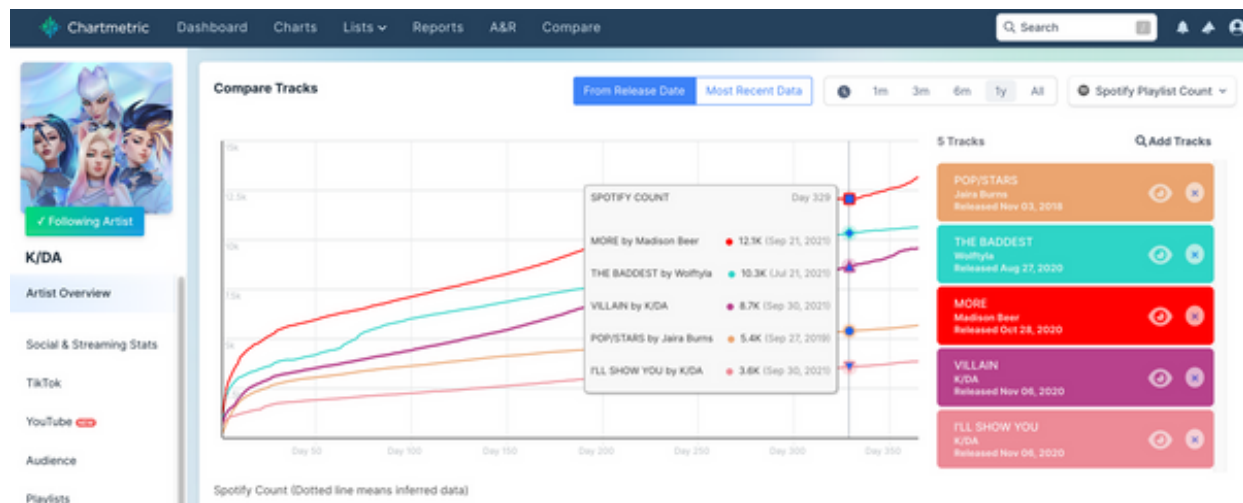 Chartmetric Dashboard Charts Lists Reports A&R Compare Search /
✓ Following Artist
K/DA
Artist Overview
Social & Streaming Stats
TikTok
YouTube
Audience
Playlists
Compare Tracks
From Release Date Most Recent Data 1m 3m 6m 1y All Spotify Playlist Count
15k
12.5k
10k
7.5k
5k
SPOTIFY COUNT Day 329
MORE by Madison Beer 12.1K (Sep 21, 2021)
THE BADDEST by Wolftyla 10.3K (Jul 21, 2021)
VILLAIN by K/DA 8.7K (Sep 30, 2021)
POP/STARS by Jaira Burns 5.4K (Sep 27, 2019)
I'LL SHOW YOU by K/DA 3.6K (Sep 30, 2021)
Day 50 Day 100 Day 150 Day 200 Day 250 Day 300 Day 350
Spotify Count (Dotted line means inferred data)
5 Tracks Add Tracks
POP/STARS
Jaira Burns
Released Nov 03, 2018
THE BADDEST
Wolftyla
Released Aug 27, 2020
MORE
Madison Beer
Released Oct 28, 2020
VILLAIN
K/DA
Released Nov 06, 2020
I'LL SHOW YOU
K/DA
Released Nov 06, 2020